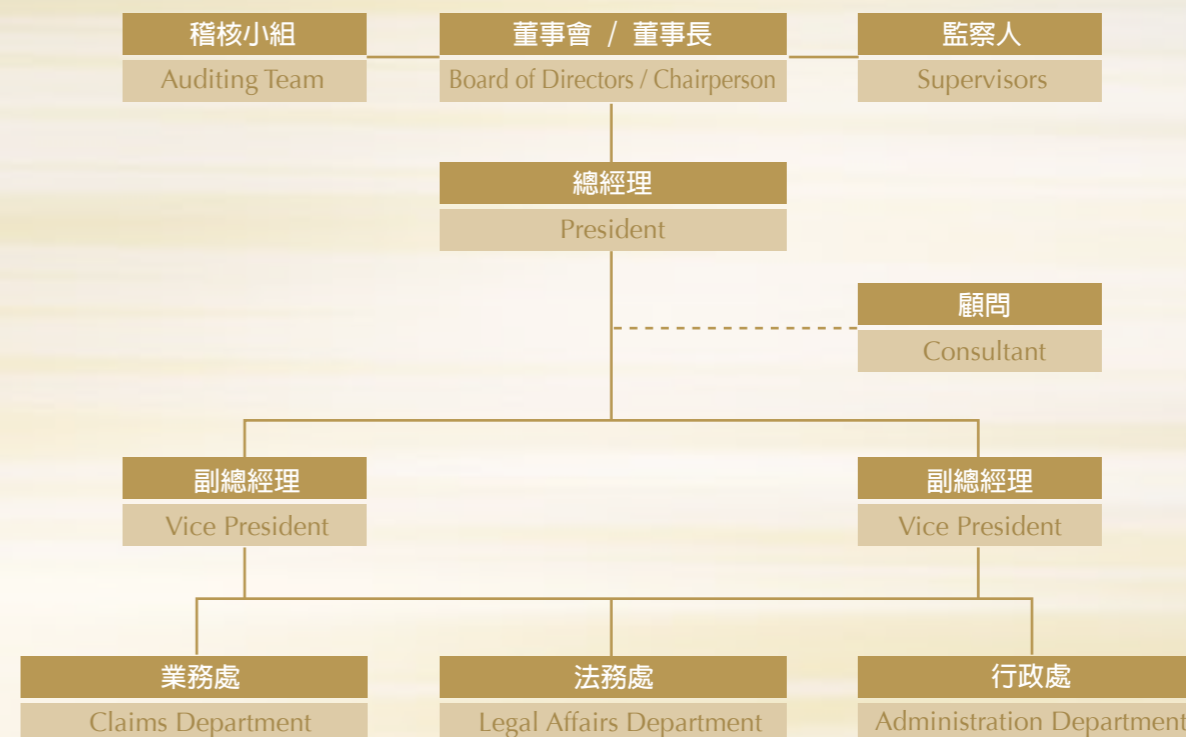 稽核小組
Auditing Team
董事會 / 董事長
Board of Directors / Chairperson
監察人
Supervisors
總經理
President
顧問
Consultant
副總經理
Vice President
副總經理
Vice President
業務處
Claims Department
法務處
Legal Affairs Department
行政處
Administration Department